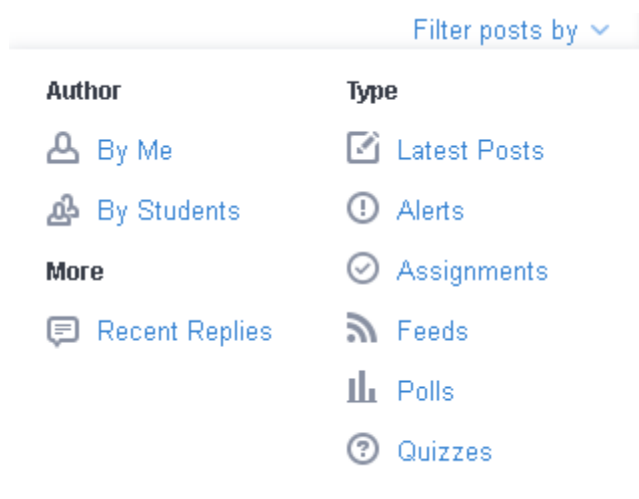 Filter posts by
Author
By Me
By Students
More
Recent Replies
Type
Latest Posts
Alerts
Assignments
Feeds
Polls
Quizzes